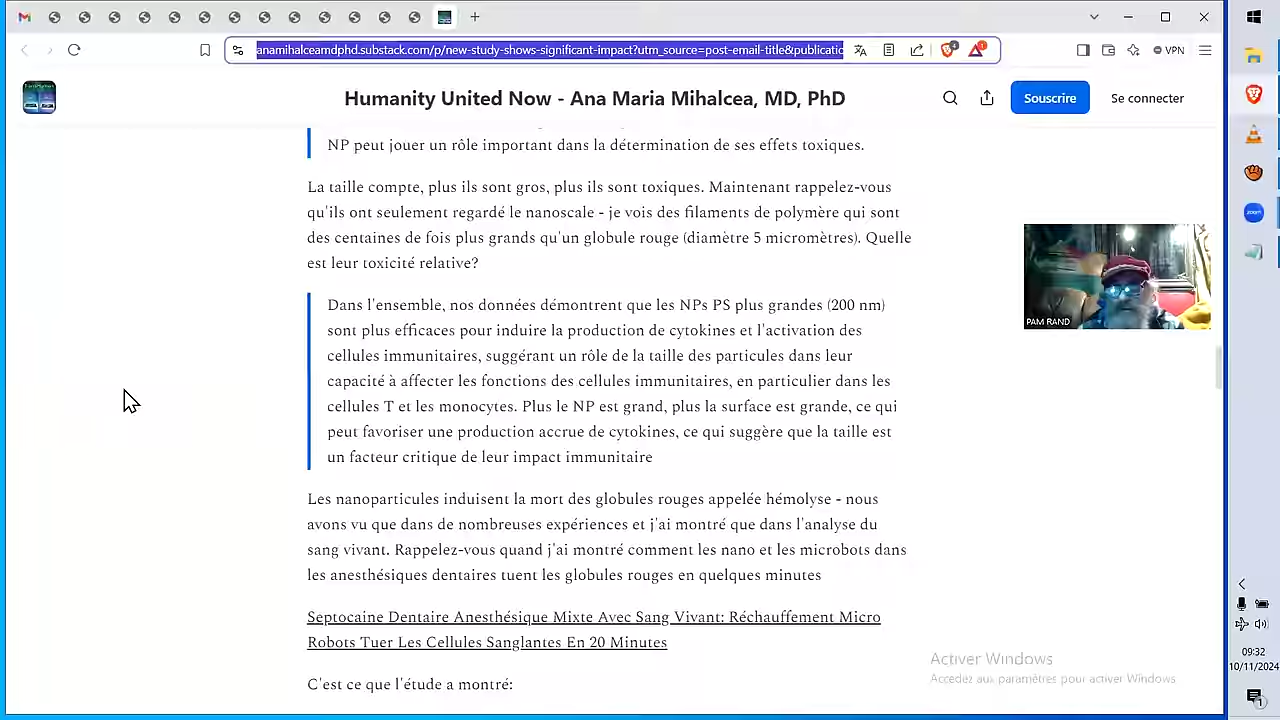 anamihalceamdphd.substack.com/p/new-study-shows-significant-impact?utm_source=post-email-title&publicatic
VPN
Humanity United Now - Ana Maria Mihalcea, MD, PhD
Souscrire
Se connecter
NP peut jouer un rôle important dans la détermination de ses effets toxiques.
La taille compte, plus ils sont gros, plus ils sont toxiques. Maintenant rappelez-vous
qu'ils ont seulement regardé le nanoscale - je vois des filaments de polymère qui sont
des centaines de fois plus grands qu'un globule rouge (diamètre 5 micromètres). Quelle
est leur toxicité relative?
Dans l'ensemble, nos données démontrent que les NPs PS plus grandes (200 nm)
sont plus efficaces pour induire la production de cytokines et l'activation des
cellules immunitaires, suggérant un rôle de la taille des particules dans leur
capacité à affecter les fonctions des cellules immunitaires, en particulier dans les
cellules T et les monocytes. Plus le NP est grand, plus la surface est grande, ce qui
peut favoriser une production accrue de cytokines, ce qui suggère que la taille est
un facteur critique de leur impact immunitaire
Les nanoparticules induisent la mort des globules rouges appelée hémolyse - nous
avons vu que dans de nombreuses expériences et j'ai montré que dans l'analyse du
sang vivant. Rappelez-vous quand j'ai montré comment les nano et les microbots dans
les anesthésiques dentaires tuent les globules rouges en quelques minutes
Septocaine Dentaire Anesthésique Mixte Avec Sang Vivant: Réchauffement Micro
Robots Tuer Les Cellules Sanglantes En 20 Minutes
C'est ce que l'étude a montré:
PAM RAND
zoom
Activer Windows
Accédez aux paramètres pour activer Windows.
09:32
10/11/2024